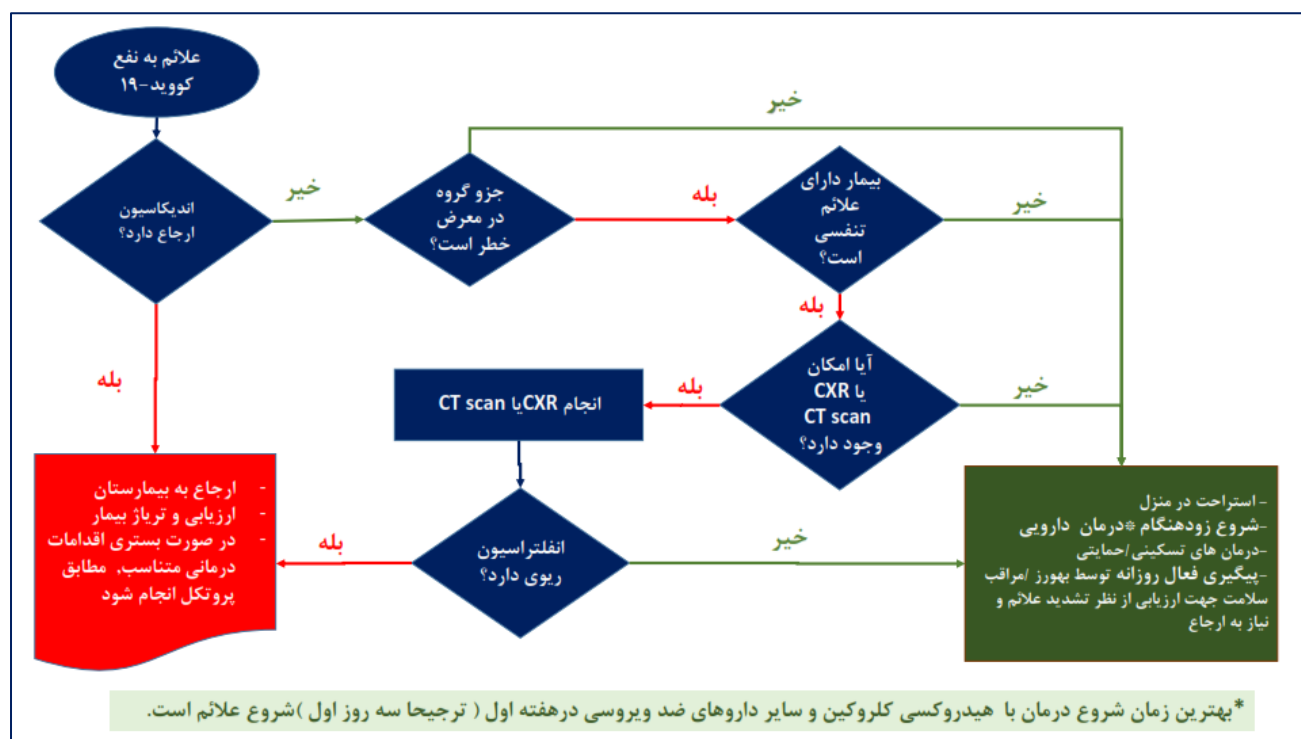 علائم به نفع
کووید-۱۹
خیر
اندیکاسیون
ارجاع دارد؟
خیر
جزو گروه
در معرض
خطر است؟
بله
بیمار دارای
علائم
تنفسی
است؟
خیر
بله
بله
آیا امکان
CXR یا
CT scan
وجود دارد؟
خیر
بله
انجام CXRیا CT scan
- ارجاع به بیمارستان
- ارزیابی و تریاژ بیمار
- در صورت بستری اقدامات
درمانی متناسب, مطابق
پروتکل انجام شود
بله
انفلتراسیون
ریوی دارد؟
خیر
- استراحت در منزل
-شروع زودهنگام *درمان دارویی
-درمان های تسکینی/حمایتی
-پیگیری فعال روزانه توسط بهورز /مراقب
سلامت جهت ارزیابی از نظر تشدید علائم و
نیاز به ارجاع
*بهترین زمان شروع درمان با هیدروکسی کلروکین و سایر داروهای ضد ویروسی درهفته اول ( ترجیحا سه روز اول )شروع علائم است.